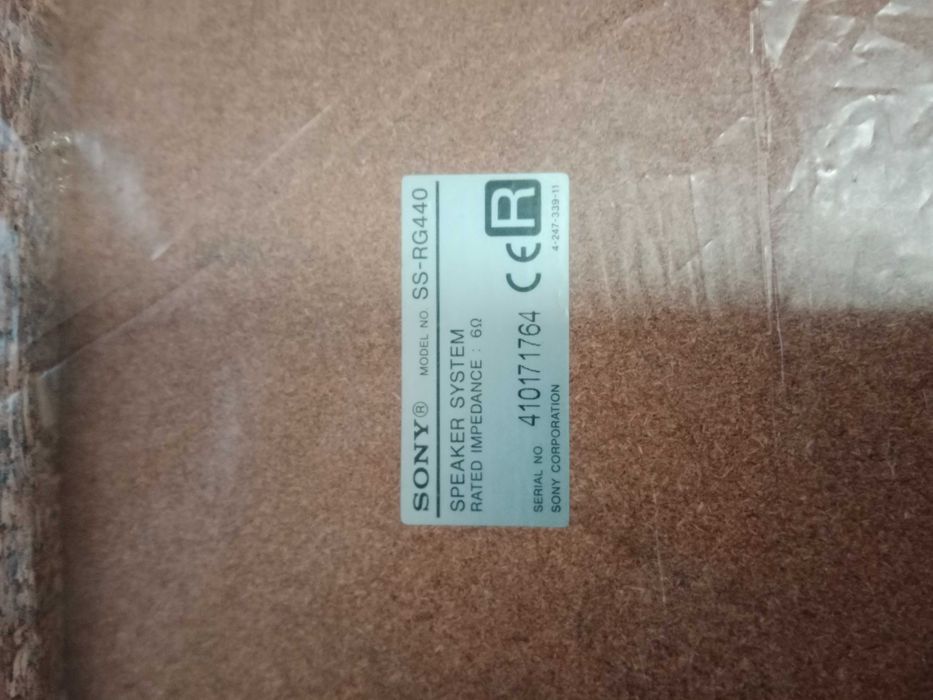 SONY® MODEL NO. SS-RG440
SPEAKER SYSTEM
RATED IMPEDANCE : 6Ω
SERIAL NO 410171764 CE R
SONY CORPORATION 4-247-339-11